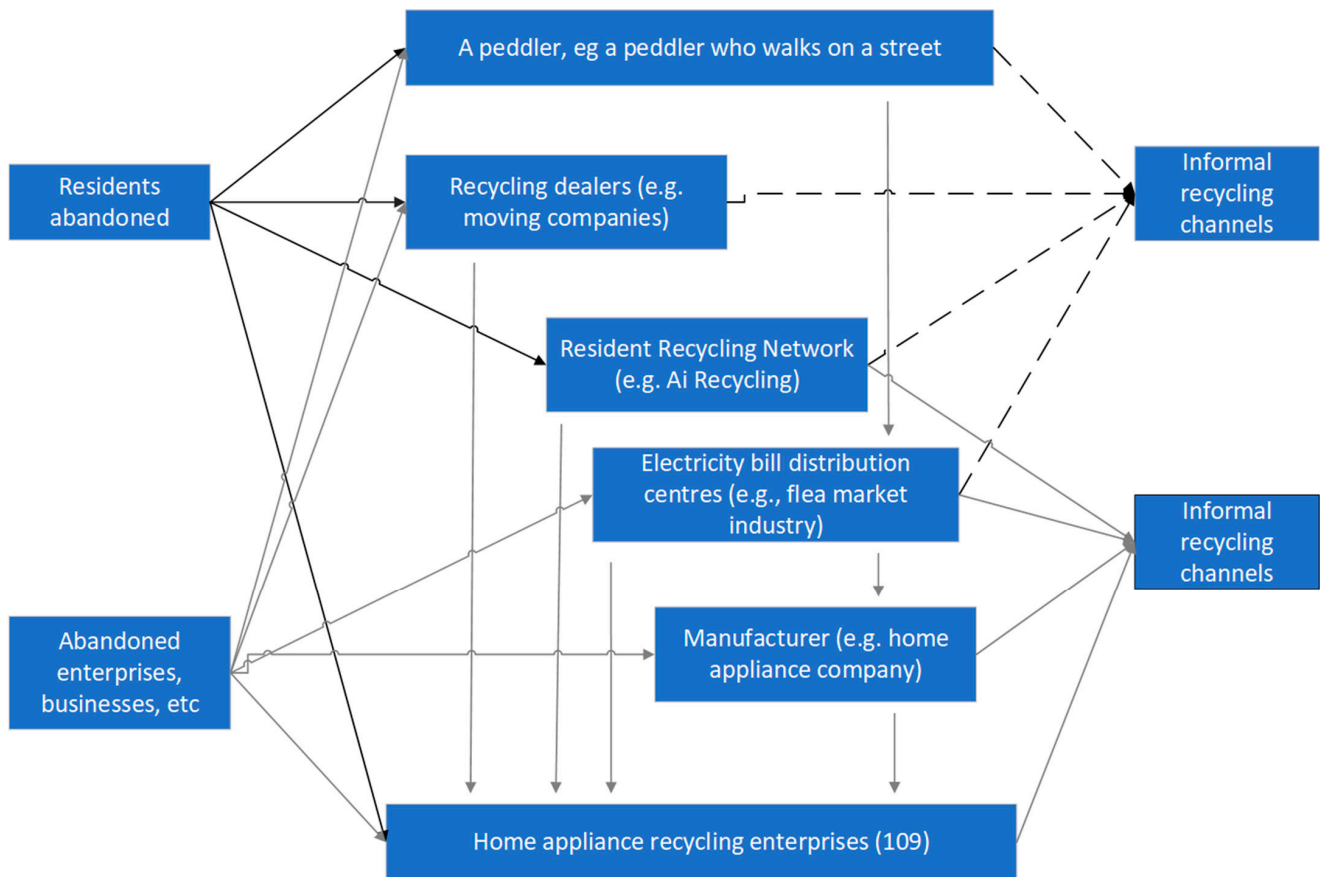 A peddler, eg a peddler who walks on a street
Residents
abandoned
Recycling dealers (e.g.
moving companies)
Informal
recycling
channels
Resident Recycling Network
(e.g. Ai Recycling)
Electricity bill distribution
centres (e.g., flea market
industry)
Informal
recycling
channels
Abandoned
enterprises,
businesses, etc
Manufacturer (e.g. home
appliance company)
Home appliance recycling enterprises (109)